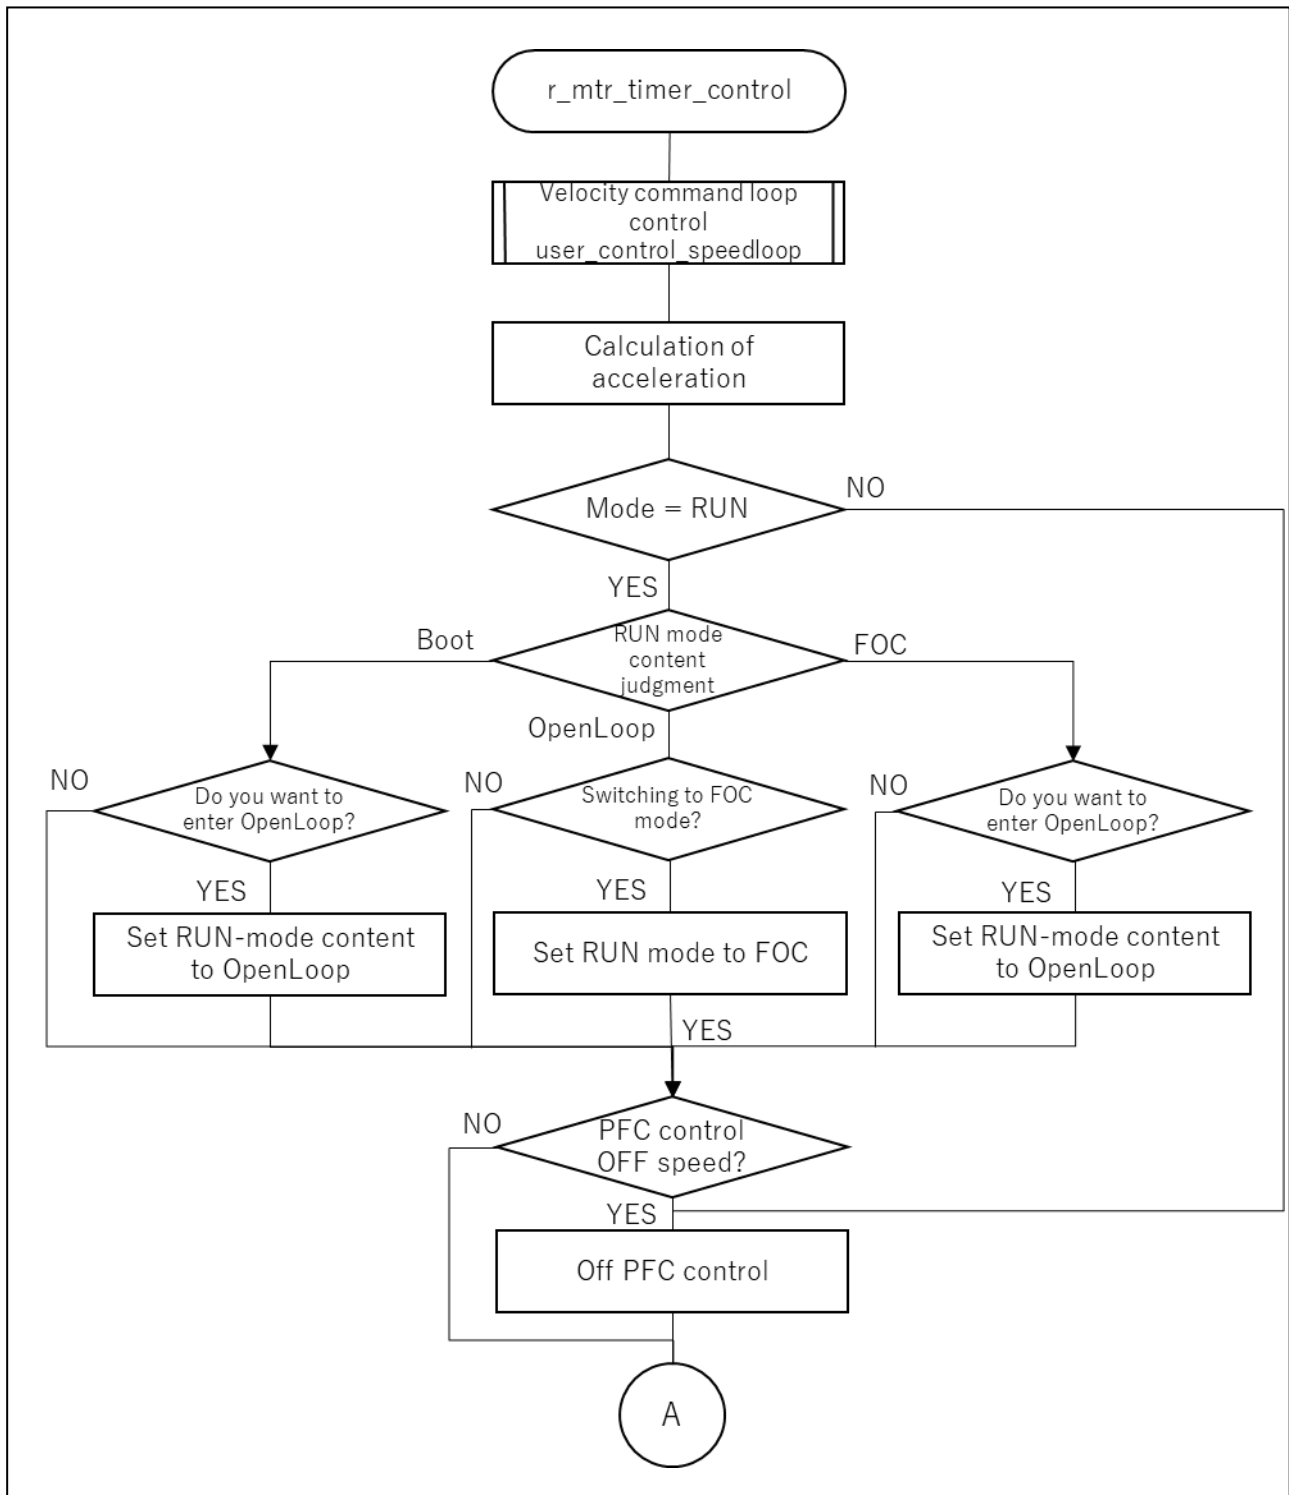 r_mtr_timer_control
Velocity command loop
control
user_control_speedloop
Calculation of
acceleration
Mode = RUN
NO
YES
RUN mode
content
judgment
Boot
FOC
OpenLoop
NO
Do you want to
enter OpenLoop?
NO
Switching to FOC
mode?
NO
Do you want to
enter OpenLoop?
YES
YES
YES
Set RUN-mode content
to OpenLoop
Set RUN mode to FOC
Set RUN-mode content
to OpenLoop
YES
NO
PFC control
OFF speed?
YES
Off PFC control
A